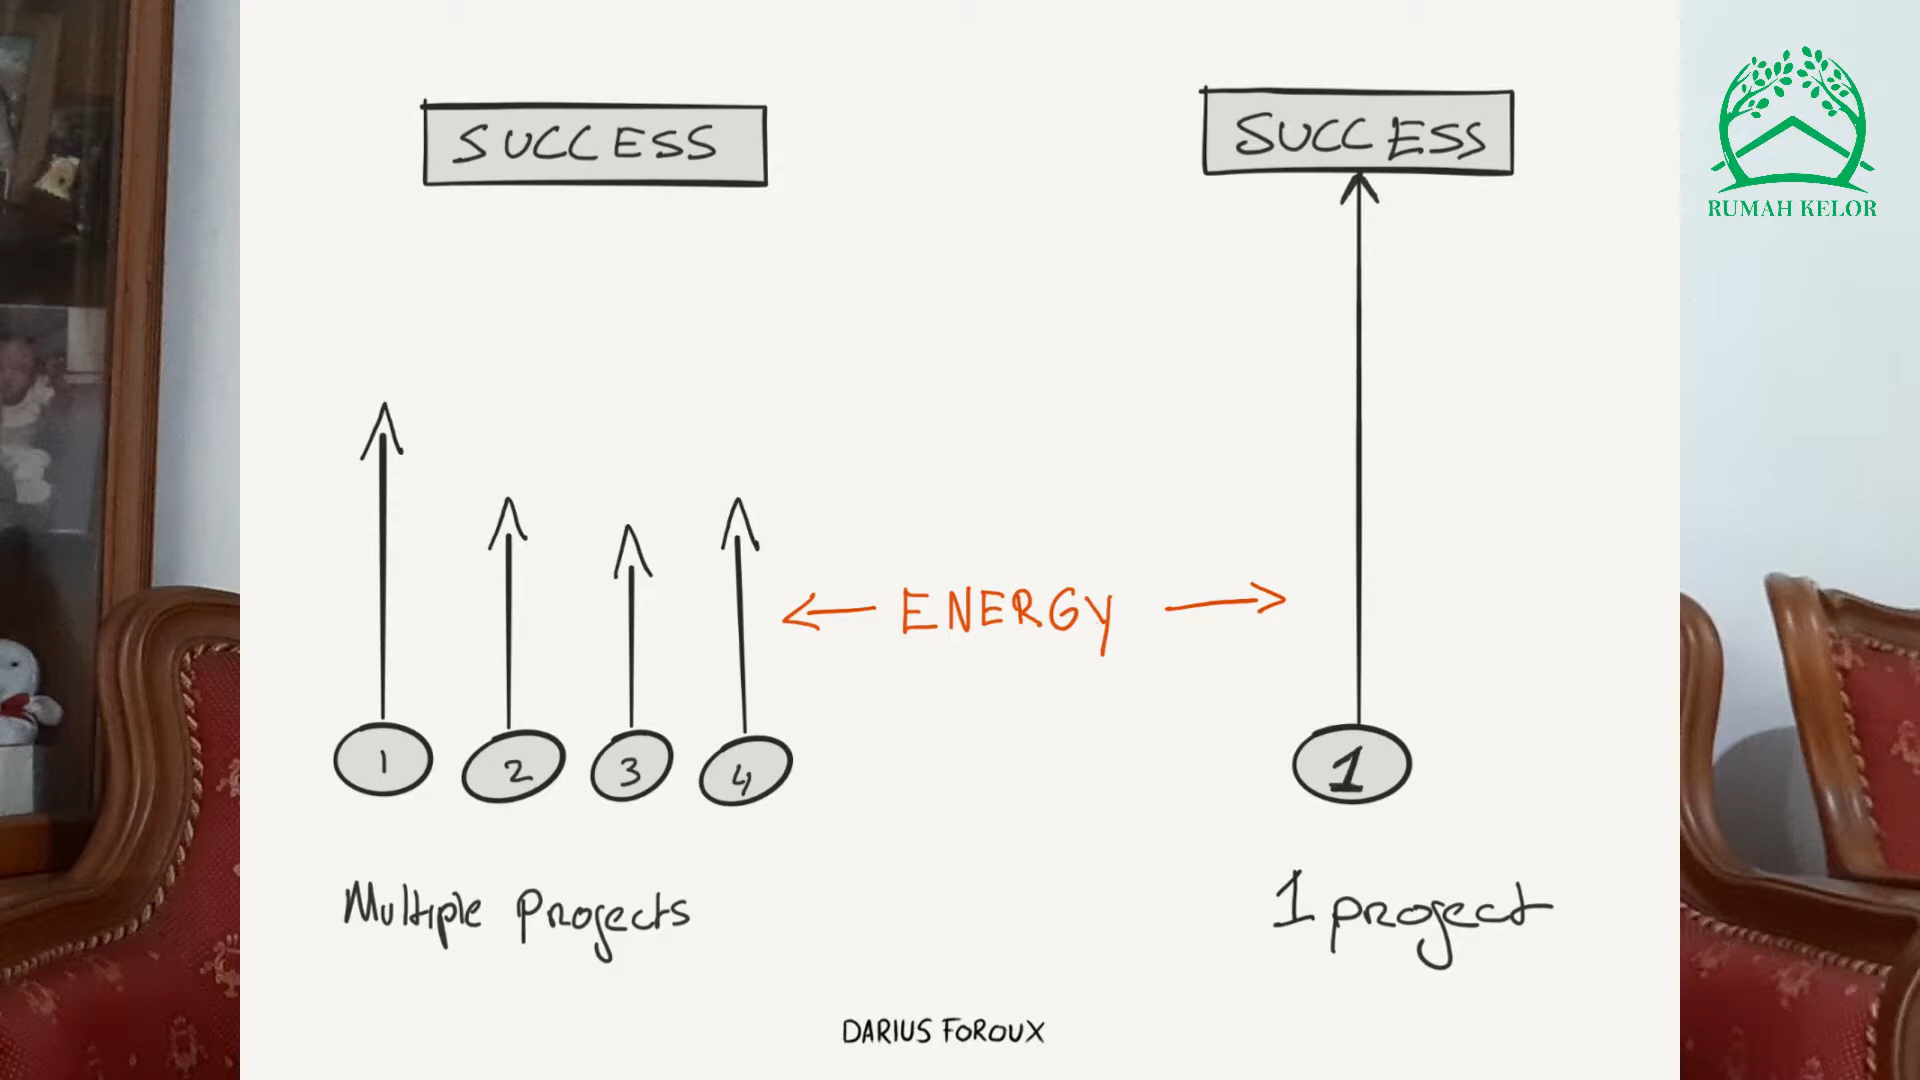 SUCCESS
SUCCESS
RUMAH KELOR
← ENERGY →
1
2
3
4
1
Multiple Projects
1 project
DARIUS FOROUX